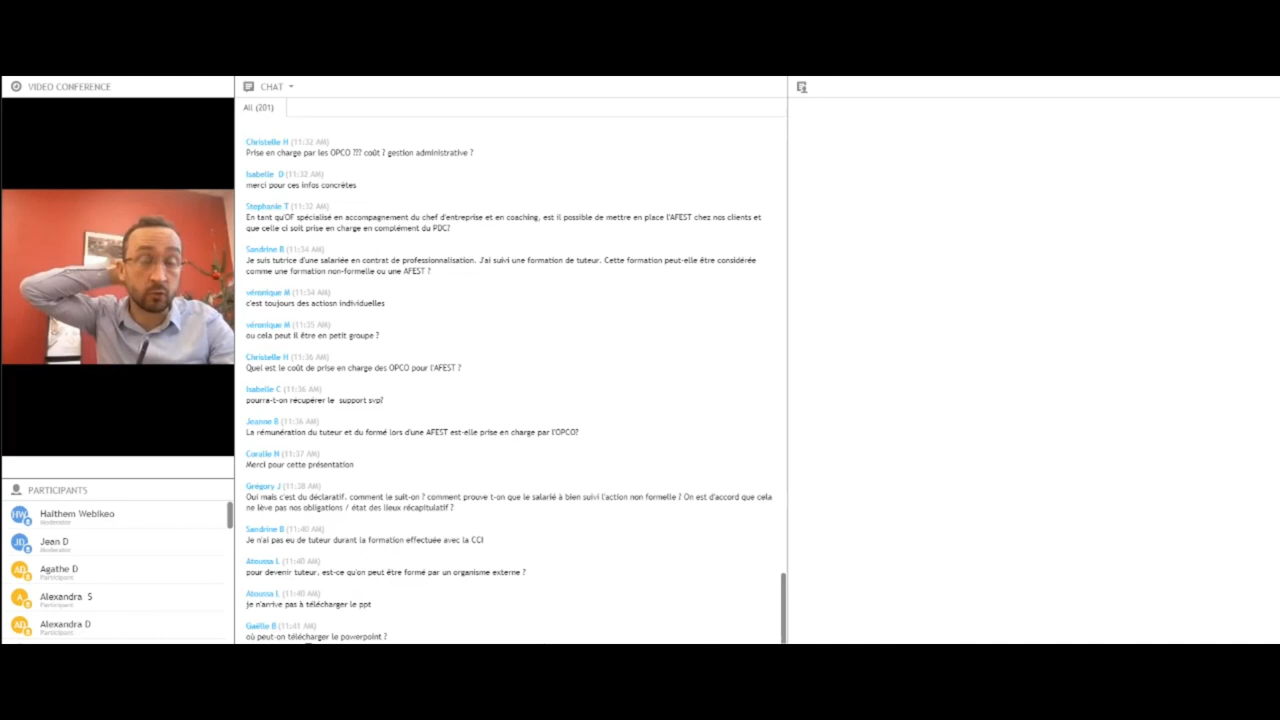 VIDEO CONFERENCE
CHAT
All (201)
Christelle H (11:32 AM)
Prise en charge par les OPCO ??? coût ? gestion administrative ?
Isabelle D (11:32 AM)
merci pour ces infos concrètes
Stephanie T (11:32 AM)
En tant qu'OF spécialisé en accompagnement du chef d'entreprise et en coaching, est il possible de mettre en place l'AFEST chez nos clients et
que celle ci soit prise en charge en complément du PDC?
Sandrine B (11:34 AM)
Je suis tutrice d'une salariée en contrat de professionnalisation. J'ai suivi une formation de tuteur. Cette formation peut-elle être considérée
comme une formation non-formelle ou une AFEST ?
véronique M (11:34 AM)
c'est toujours des actiosn individuelles
véronique M (11:35 AM)
ou cela peut il être en petit groupe ?
Christelle H (11:36 AM)
Quel est le coût de prise en charge des OPCO pour l'AFEST ?
Isabelle C (11:36 AM)
pourra-t-on récupérer le support svp?
Jeanne B (11:36 AM)
La rémunération du tuteur et du formé lors d'une AFEST est-elle prise en charge par l'OPCO?
Coralie N (11:37 AM)
Merci pour cette présentation
Grégory J (11:38 AM)
Oui mais c'est du déclaratif. comment le suit-on ? comment prouve t-on que le salarié à bien suivi l'action non formelle ? On est d'accord que cela
ne lève pas nos obligations / état des lieux récapitulatif ?
Sandrine B (11:40 AM)
Je n'ai pas eu de tuteur durant la formation effectuée avec la CCI
Atoussa L (11:40 AM)
pour devenir tuteur, est-ce qu'on peut être formé par un organisme externe ?
Atoussa L (11:40 AM)
je n'arrive pas à télécharger le ppt
Gaëlle B (11:41 AM)
où peut-on télécharger le powerpoint ?
PARTICIPANTS
HW Haithem Webikeo
Moderator
JD Jean D
Moderator
AD Agathe D
Participant
A Alexandra S
Participant
AD Alexandra D
Participant